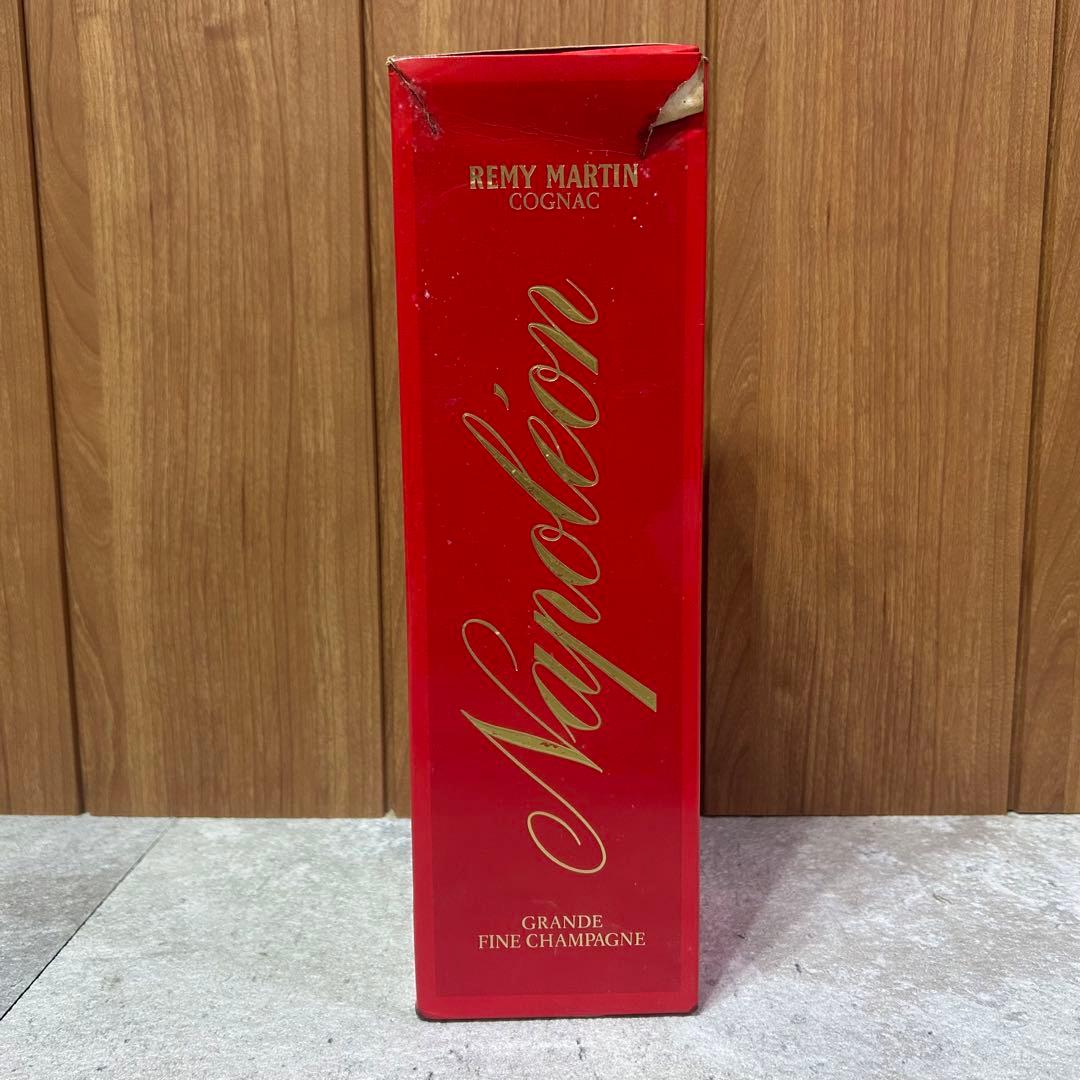 REMY MARTIN
COGNAC
Napoléon
GRANDE
FINE CHAMPAGNE